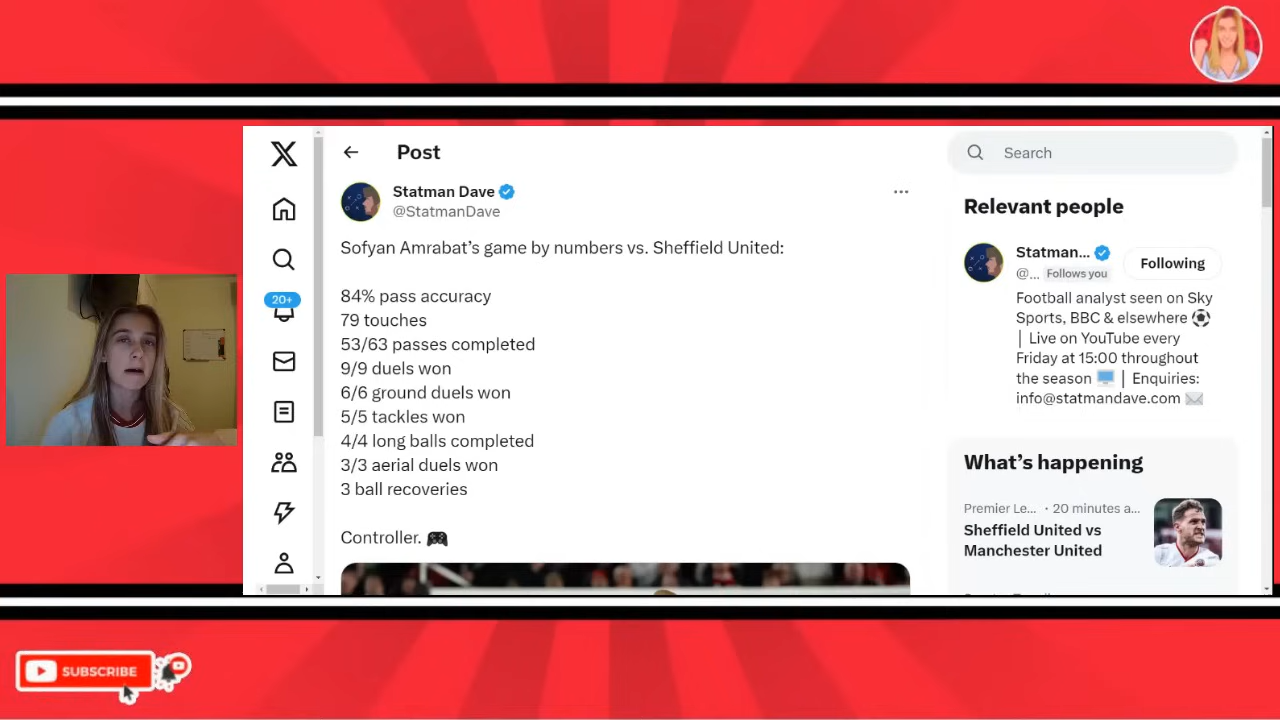 Post
Search
Statman Dave
@StatmanDave
Sofyan Amrabat’s game by numbers vs. Sheffield United:
84% pass accuracy
79 touches
53/63 passes completed
9/9 duels won
6/6 ground duels won
5/5 tackles won
4/4 long balls completed
3/3 aerial duels won
3 ball recoveries
Controller. 🎮
20+
Relevant people
Statman...
@... Follows you
Following
Football analyst seen on Sky
Sports, BBC & elsewhere ⚽
| Live on YouTube every
Friday at 15:00 throughout
the season 🖥️ | Enquiries:
info@statmandave.com ✉️
What’s happening
Premier Le... · 20 minutes a...
Sheffield United vs
Manchester United
SUBSCRIBE